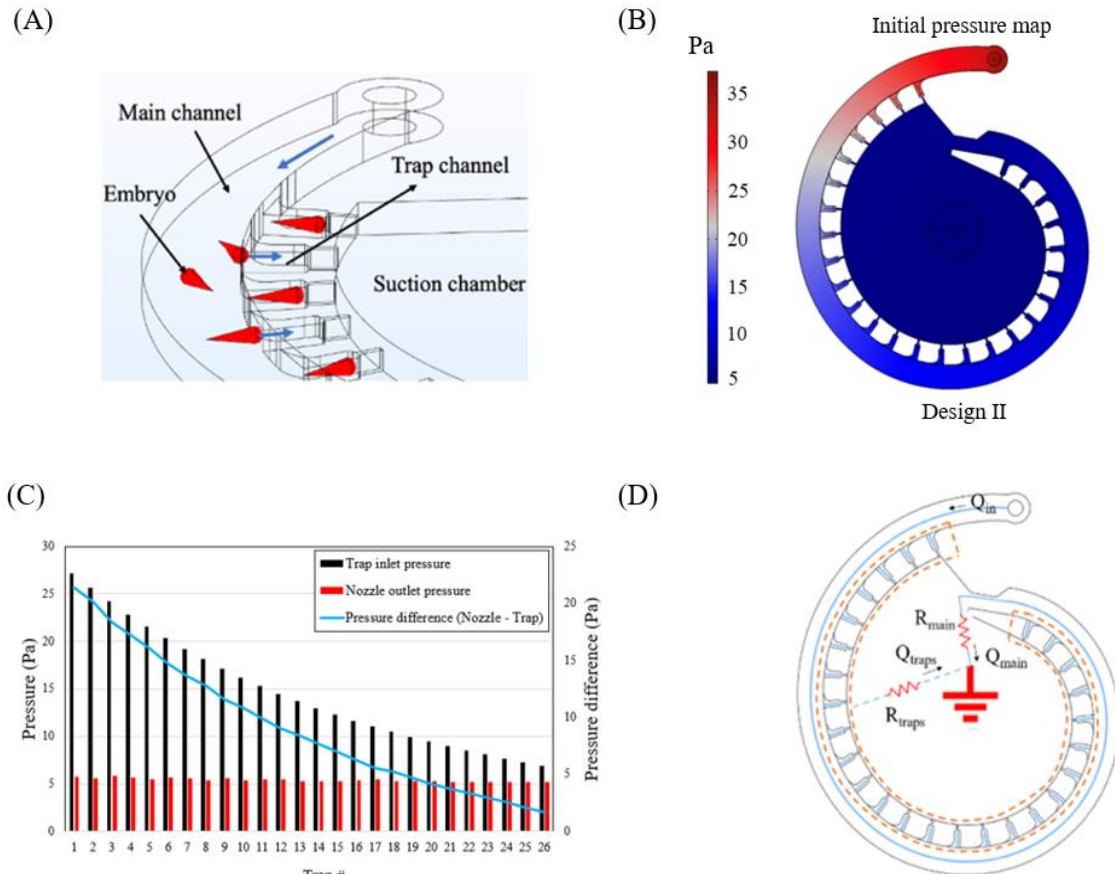 (A)
Main channel
Trap channel
Embryo
Suction chamber
(B)
Initial pressure map
Pa
35
30
25
20
15
10
5
Design II
(C)
Trap inlet pressure
Nozzle outlet pressure
Pressure difference (Nozzle - Trap)
Pressure (Pa)
30
25
20
15
10
5
0
Pressure difference (Pa)
25
20
15
10
5
0
1 2 3 4 5 6 7 8 9 10 11 12 13 14 15 16 17 18 19 20 21 22 23 24 25 26
Trap #
(D)
Qin
Rmain
Qtraps
Qmain
Rtraps